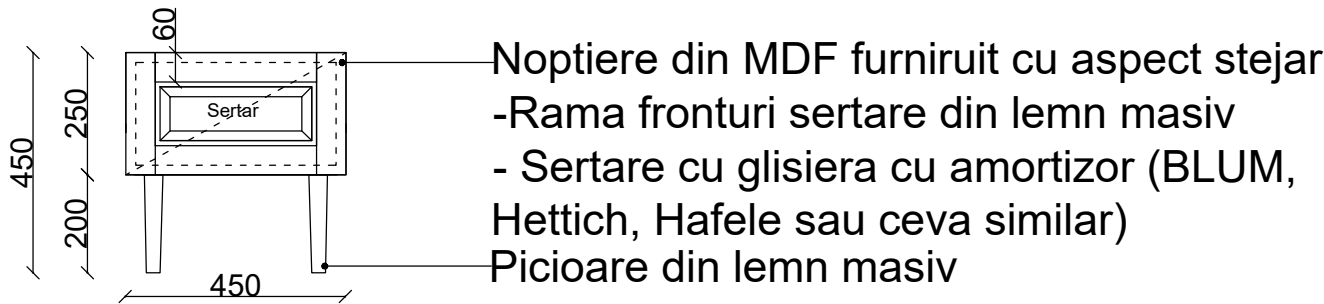 60
Noptiere din MDF furniruit cu aspect stejar
Sertar
-Rama fronturi sertare din lemn masiv
250
450
- Sertare cu glisiera cu amortizor (BLUM,
Hettich, Hafele sau ceva similar)
200
Picioare din lemn masiv
450